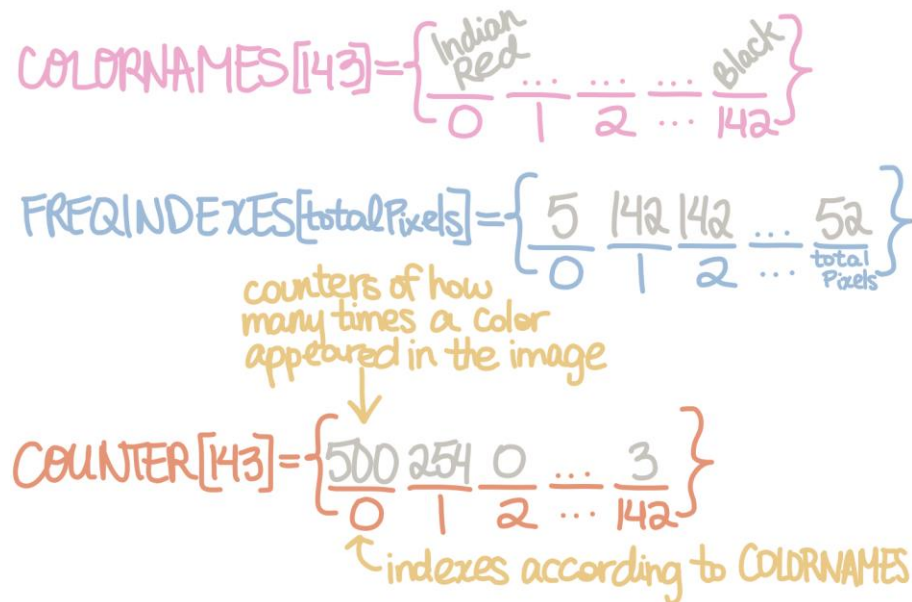 COLORNAMES[143]={Indian Red ... ... ... Black}
0 1 2 ... 142
FREQINDEXES[totalPixels]={5 142 142 ... 52}
0 1 2 ... total Pixels
counters of how
many times a color
appeared in the image
COUNTER[143]={500 254 0 ... 3}
0 1 2 ... 142
indexes according to COLORNAMES